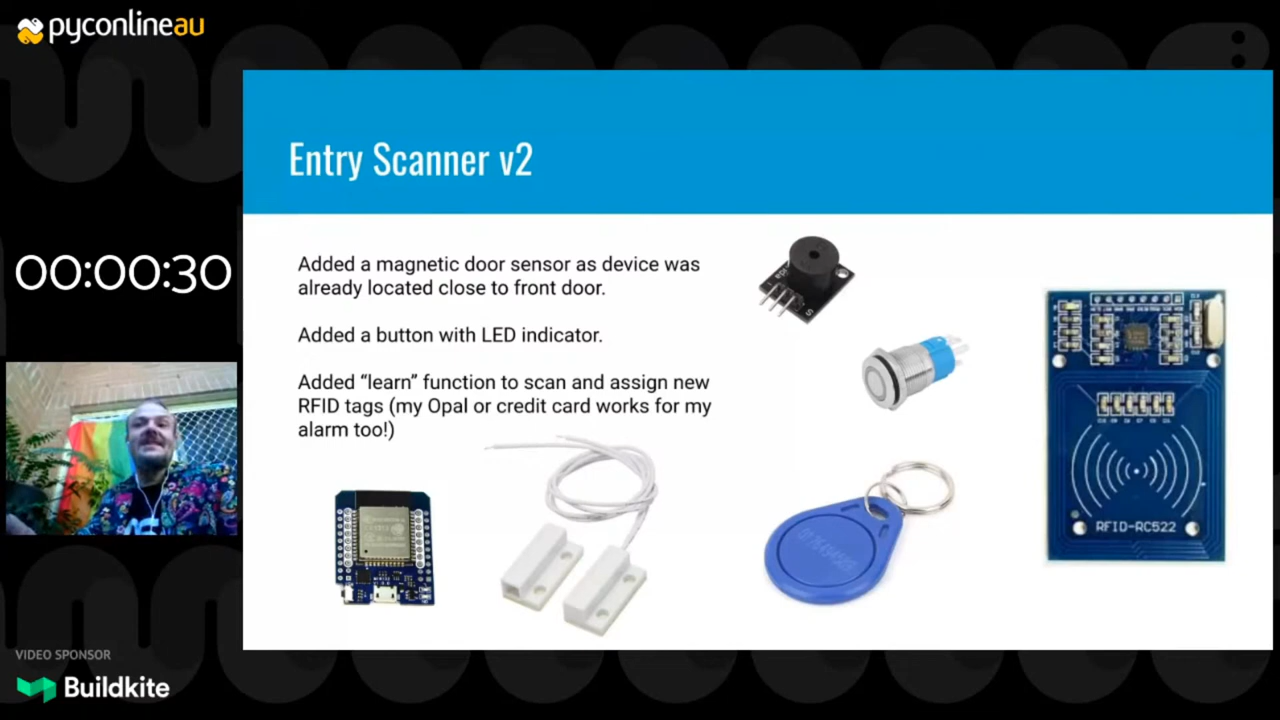 pyconlineau
Entry Scanner v2
00:00:30
Added a magnetic door sensor as device was
already located close to front door.
Added a button with LED indicator.
Added “learn” function to scan and assign new
RFID tags (my Opal or credit card works for my
alarm too!)
RFID-RC522
VIDEO SPONSOR
Buildkite